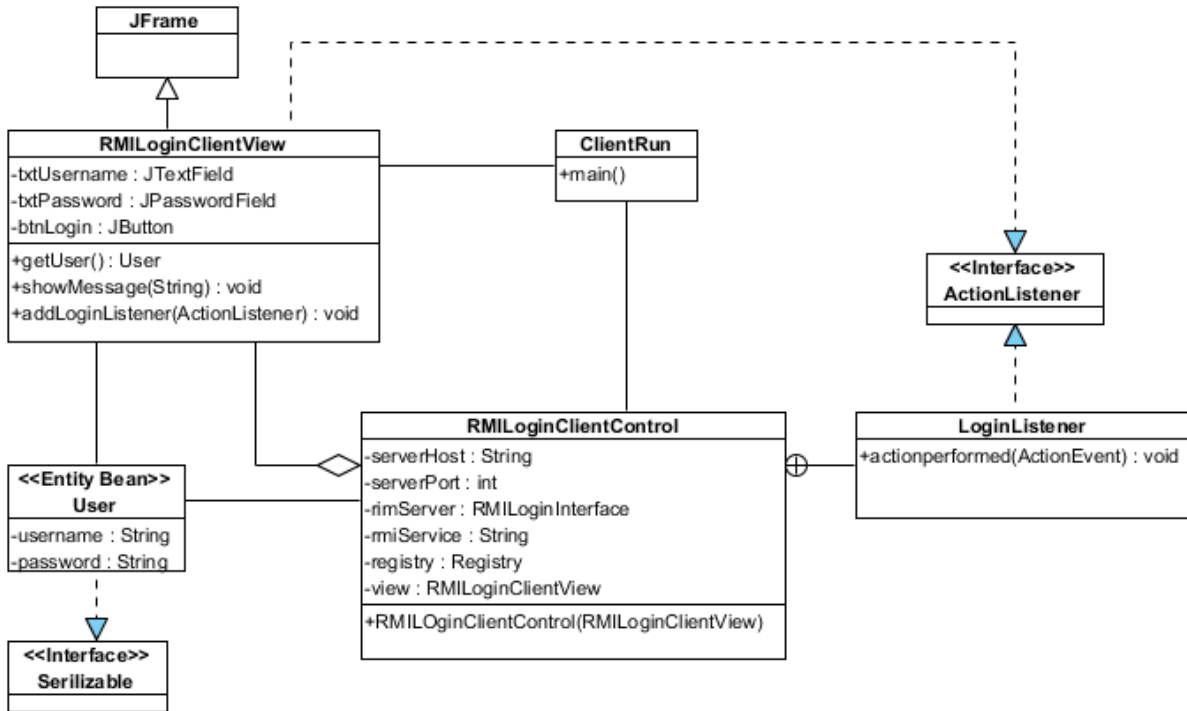 JFrame
RMILoginClientView
-txtUsername : JTextField
-txtPassword : JPasswordField
-btnLogin : JButton
+getUser() : User
+showMessage(String) : void
+addLoginListener(ActionListener) : void
ClientRun
+main()
<<Interface>>
ActionListener
RMILoginClientControl
-serverHost : String
-serverPort : int
-rimServer : RMILoginInterface
-rmiService : String
-registry : Registry
-view : RMILoginClientView
+RMILOginClientControl(RMILoginClientView)
LoginListener
+actionperformed(ActionEvent) : void
<<Entity Bean>>
User
-username : String
-password : String
<<Interface>>
Serilizable